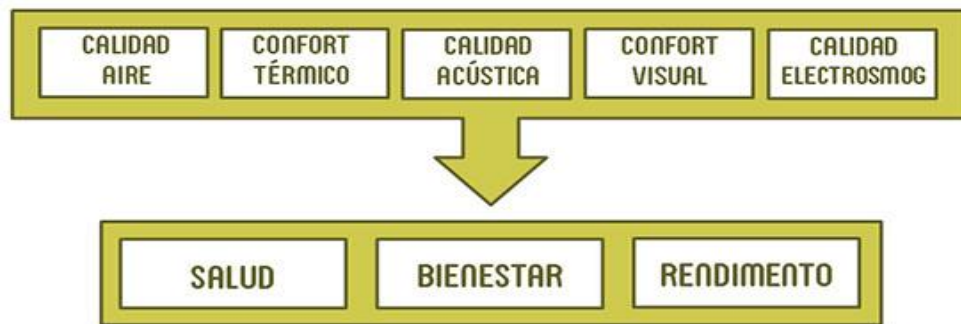 CALIDAD AIRE
CONFORT TÉRMICO
CALIDAD ACÚSTICA
CONFORT VISUAL
CALIDAD ELECTROSMOG
SALUD
BIENESTAR
RENDIMENTO